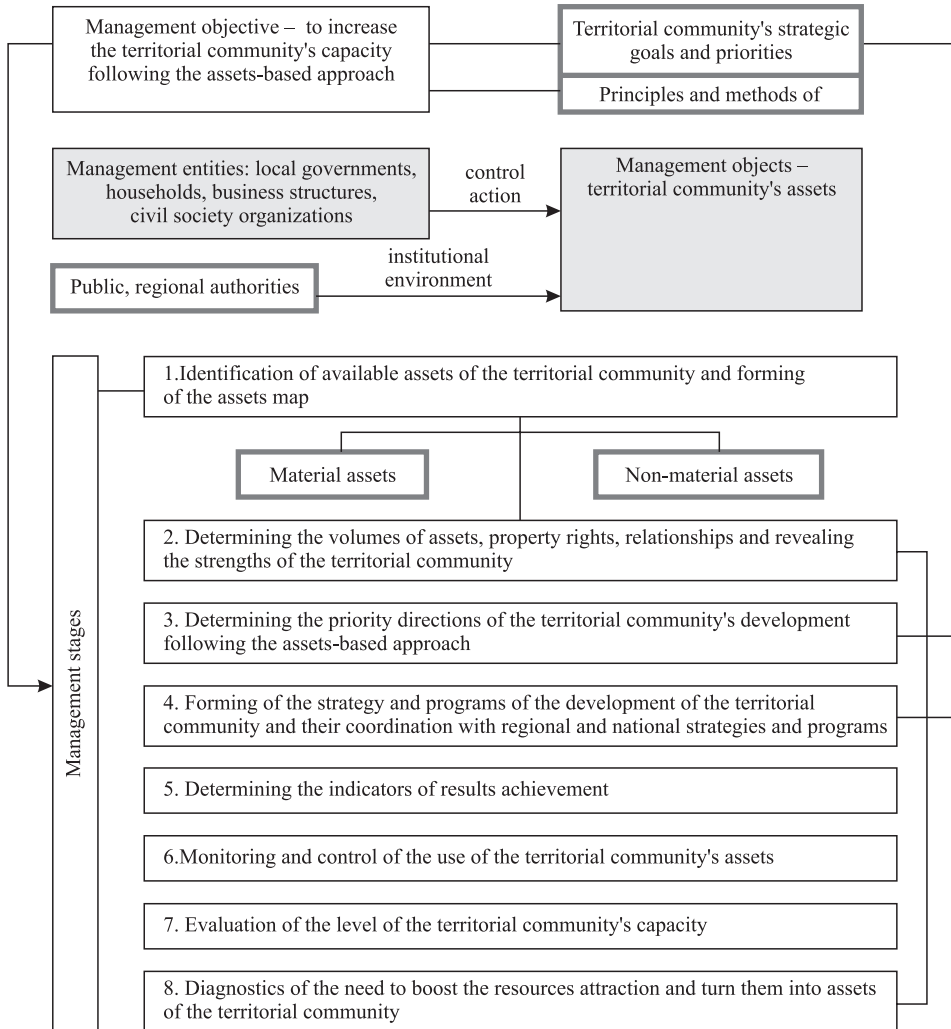 Management objective – to increase
the territorial community's capacity
following the assets-based approach
Territorial community's strategic
goals and priorities
Principles and methods of
Management entities: local governments,
households, business structures,
civil society organizations
control
action
Management objects –
territorial community's assets
Public, regional authorities
institutional
environment
Management stages
1.Identification of available assets of the territorial community and forming
of the assets map
Material assets
Non-material assets
2. Determining the volumes of assets, property rights, relationships and revealing
the strengths of the territorial community
3. Determining the priority directions of the territorial community's development
following the assets-based approach
4. Forming of the strategy and programs of the development of the territorial
community and their coordination with regional and national strategies and programs
5. Determining the indicators of results achievement
6.Monitoring and control of the use of the territorial community's assets
7. Evaluation of the level of the territorial community's capacity
8. Diagnostics of the need to boost the resources attraction and turn them into assets
of the territorial community